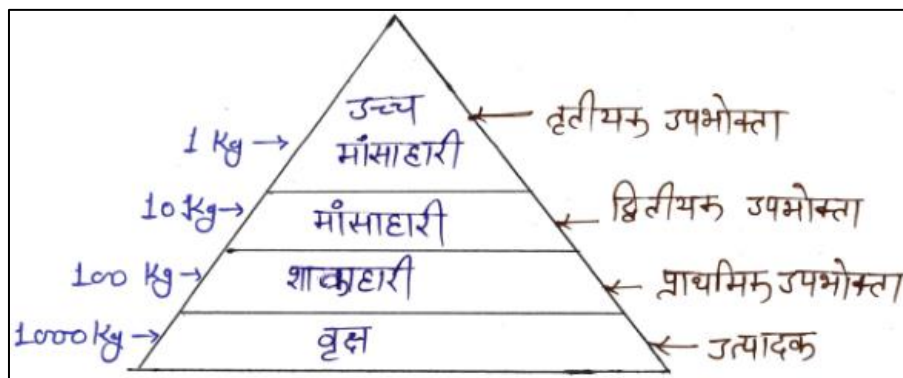 उच्च
तृतीयक उपभोक्ता
1 Kg
मांसाहारी
10 Kg
मांसाहारी
द्वितीयक उपभोक्ता
100 Kg
शाकाहारी
प्राथमिक उपभोक्ता
1000 Kg
वृक्ष
उत्पादक